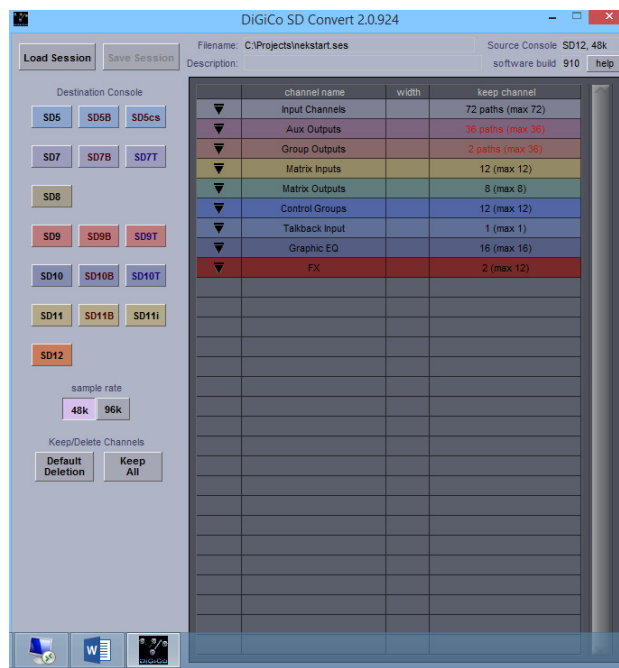 DiGiCo SD Convert 2.0.924
Load Session
Save Session
Filename: C:\Projects\nekstart.ses
Source Console SD12, 48k
Description:
software build 910 help
Destination Console
SD5 SD5B SD5cs
SD7 SD7B SD7T
SD8
SD9 SD9B SD9T
SD10 SD10B SD10T
SD11 SD11B SD11i
SD12
sample rate
48k 96k
Keep/Delete Channels
Default Deletion
Keep All
channel name width keep channel
Input Channels 72 paths (max 72)
Aux Outputs 36 paths (max 36)
Group Outputs 2 paths (max 36)
Matrix Inputs 12 (max 12)
Matrix Outputs 8 (max 8)
Control Groups 12 (max 12)
Talkback Input 1 (max 1)
Graphic EQ 16 (max 16)
FX 2 (max 12)
W
DiGiCo